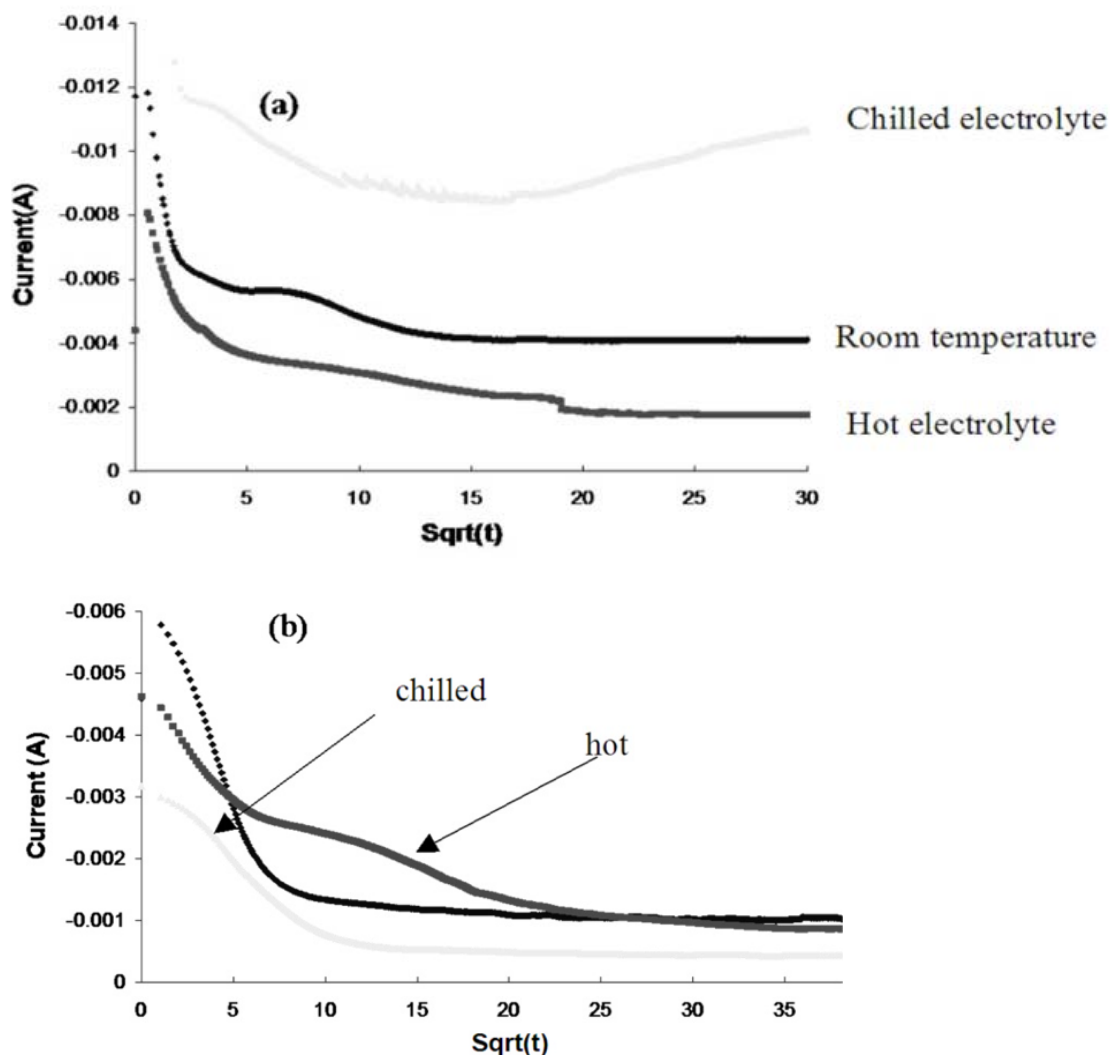 -0.014
-0.012
-0.01
-0.008
-0.006
-0.004
-0.002
0
Current(A)
(a)
Chilled electrolyte
Room temperature
Hot electrolyte
0 5 10 15 20 25 30
Sqrt(t)
-0.006
-0.005
-0.004
-0.003
-0.002
-0.001
0
Current (A)
(b)
chilled
hot
0 5 10 15 20 25 30 35
Sqrt(t)